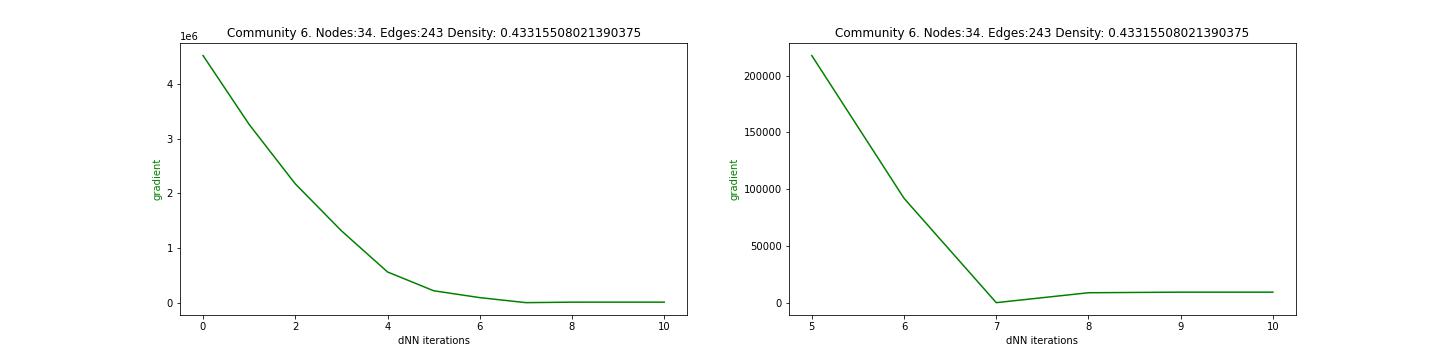 Community 6. Nodes:34. Edges:243 Density: 0.43315508021390375
1e6
4
3
2
1
0
gradient
0 2 4 6 8 10
dNN iterations
Community 6. Nodes:34. Edges:243 Density: 0.43315508021390375
200000
150000
100000
50000
0
gradient
5 6 7 8 9 10
dNN iterations